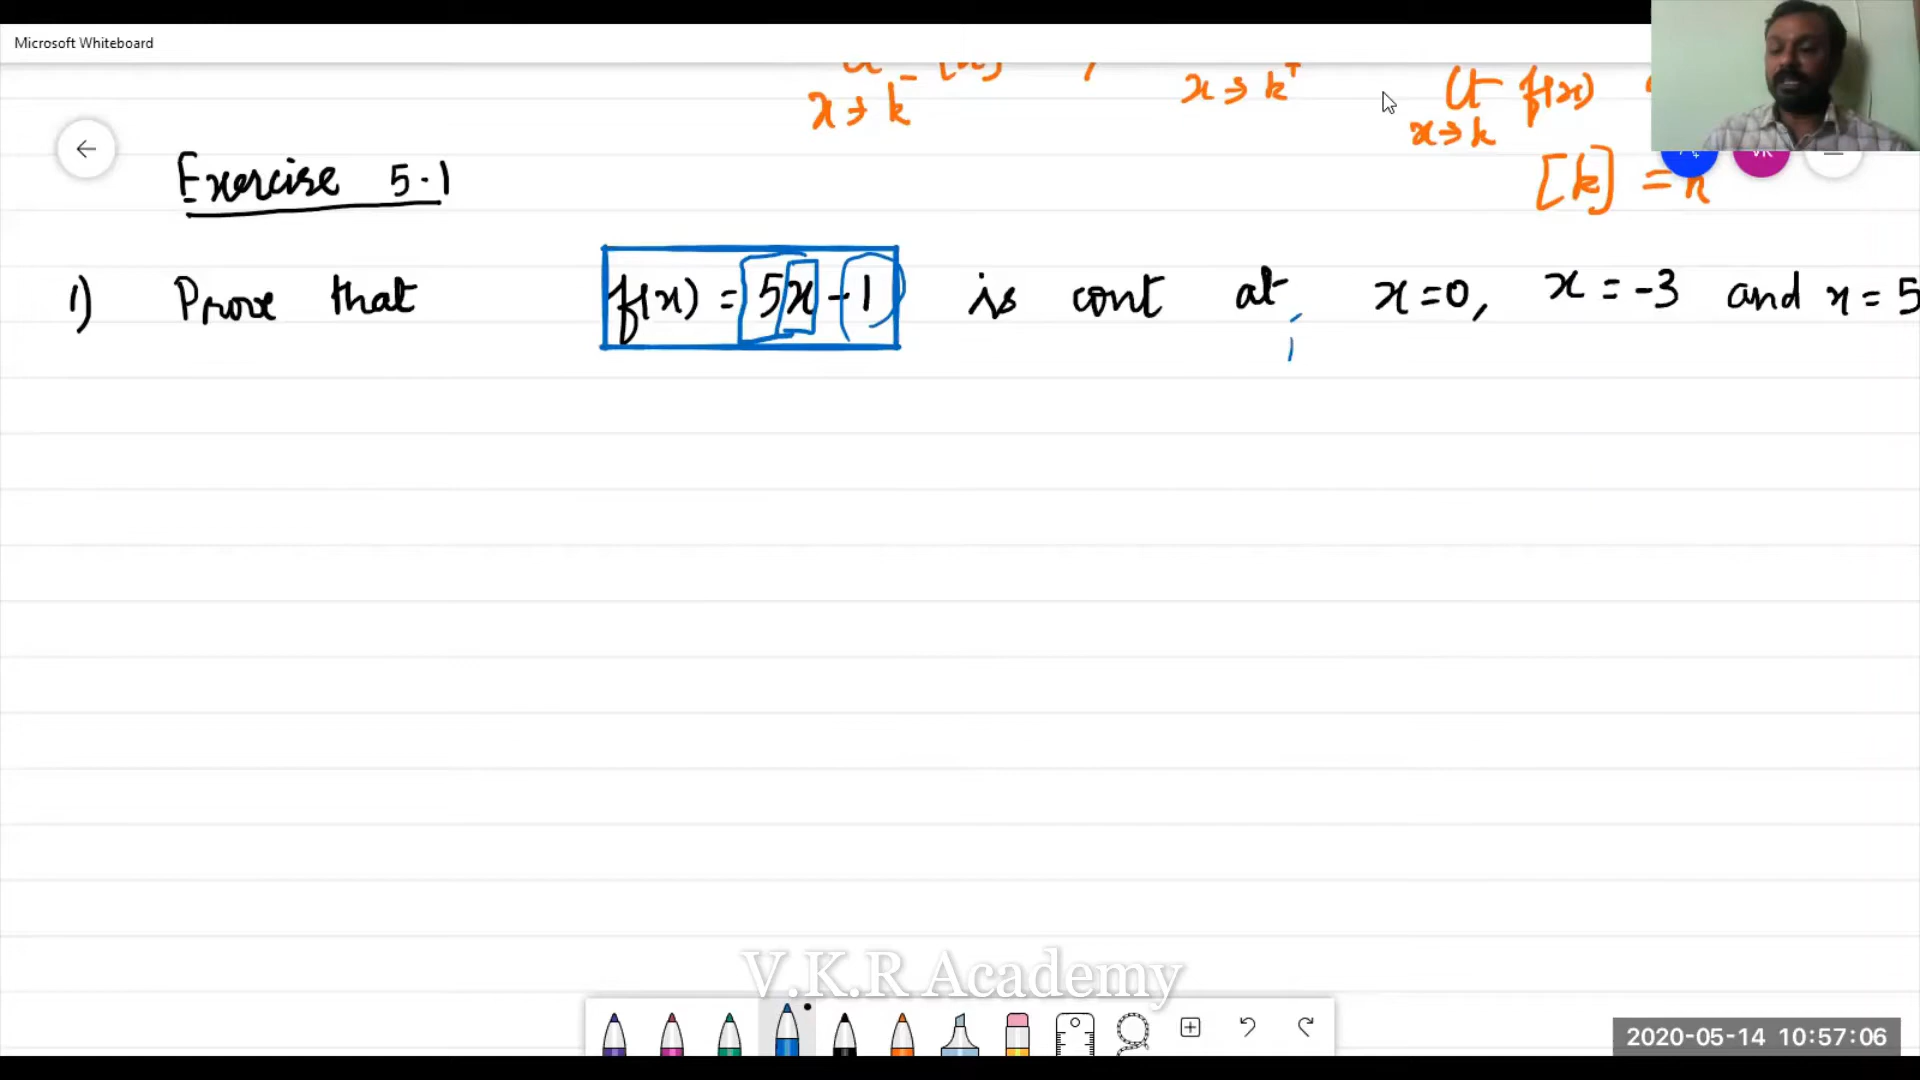 Microsoft Whiteboard
x→k⁻ x→k⁺ lt f(x)
x→k
[k] = n
Exercise 5.1
1) Prove that f(x) = 5x - 1 is cont at x=0, x = -3 and x = 5
V.K.R Academy
2020-05-14 10:57:06